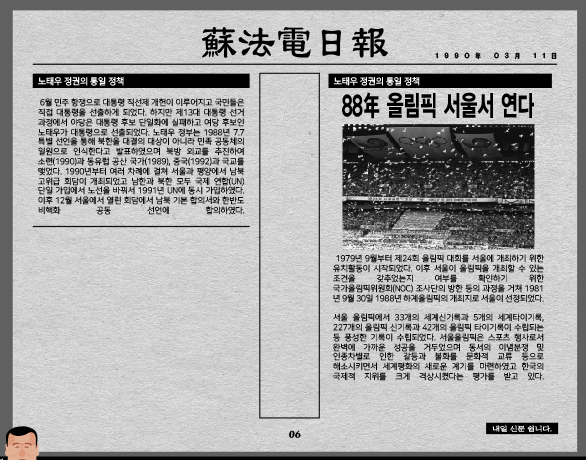 蘇法電日報
1990年 03月 11日
노태우 정권의 통일 정책
6월 민주 항쟁으로 대통령 직선제 개헌이 이루어지고 국민들은
직접 대통령을 선출하게 되었다. 하지만 제13대 대통령 선거
과정에서 야당은 대통령 후보 단일화에 실패하고 여당 후보인
노태우가 대통령으로 선출되었다. 노태우 정부는 1988년 7.7
특별 선언을 통해 북한을 대결의 대상이 아니라 민족 공동체의
일원으로 인식한다고 발표하였으며 북방 외교를 추진하여
소련(1990)과 동유럽 공산 국가(1989), 중국(1992)과 국교를
맺었다. 1990년부터 여러 차례에 걸쳐 서울과 평양에서 남북
고위급 회담이 개최되었고 남한과 북한 모두 국제 연합(UN)
단일 가입에서 노선을 바꿔서 1991년 UN에 동시 가입하였다.
이후 12월 서울에서 열린 회담에서 남북 기본 합의서와 한반도
비핵화 공동 선언에 합의하였다.
노태우 정권의 통일 정책
88年 올림픽 서울서 연다
1979년 9월부터 제24회 올림픽 대회를 서울에 개최하기 위한
유치활동이 시작되었다. 이후 서울이 올림픽을 개최할 수 있는
조건을 갖추었는지 여부를 확인하기 위한
국가올림픽위원회(NOC) 조사단의 방한 등의 과정을 거쳐 1981
년 9월 30일 1988년 하계올림픽의 개최지로 서울이 선정되었다.
서울 올림픽에서 33개의 세계신기록과 5개의 세계타이기록,
227개의 올림픽 신기록과 42개의 올림픽 타이기록이 수립되는
등 풍성한 기록이 수립되었다. 서울올림픽은 스포츠 행사로서
완벽에 가까운 성공을 거두었으며 동서의 이념분쟁 및
인종차별로 인한 갈등과 불화를 문화적 교류 등으로
해소시키면서 세계평화의 새로운 계기를 마련하였고 한국의
국제적 지위를 크게 격상시켰다는 평가를 받고 있다.
내일 신문 쉽니다.
06